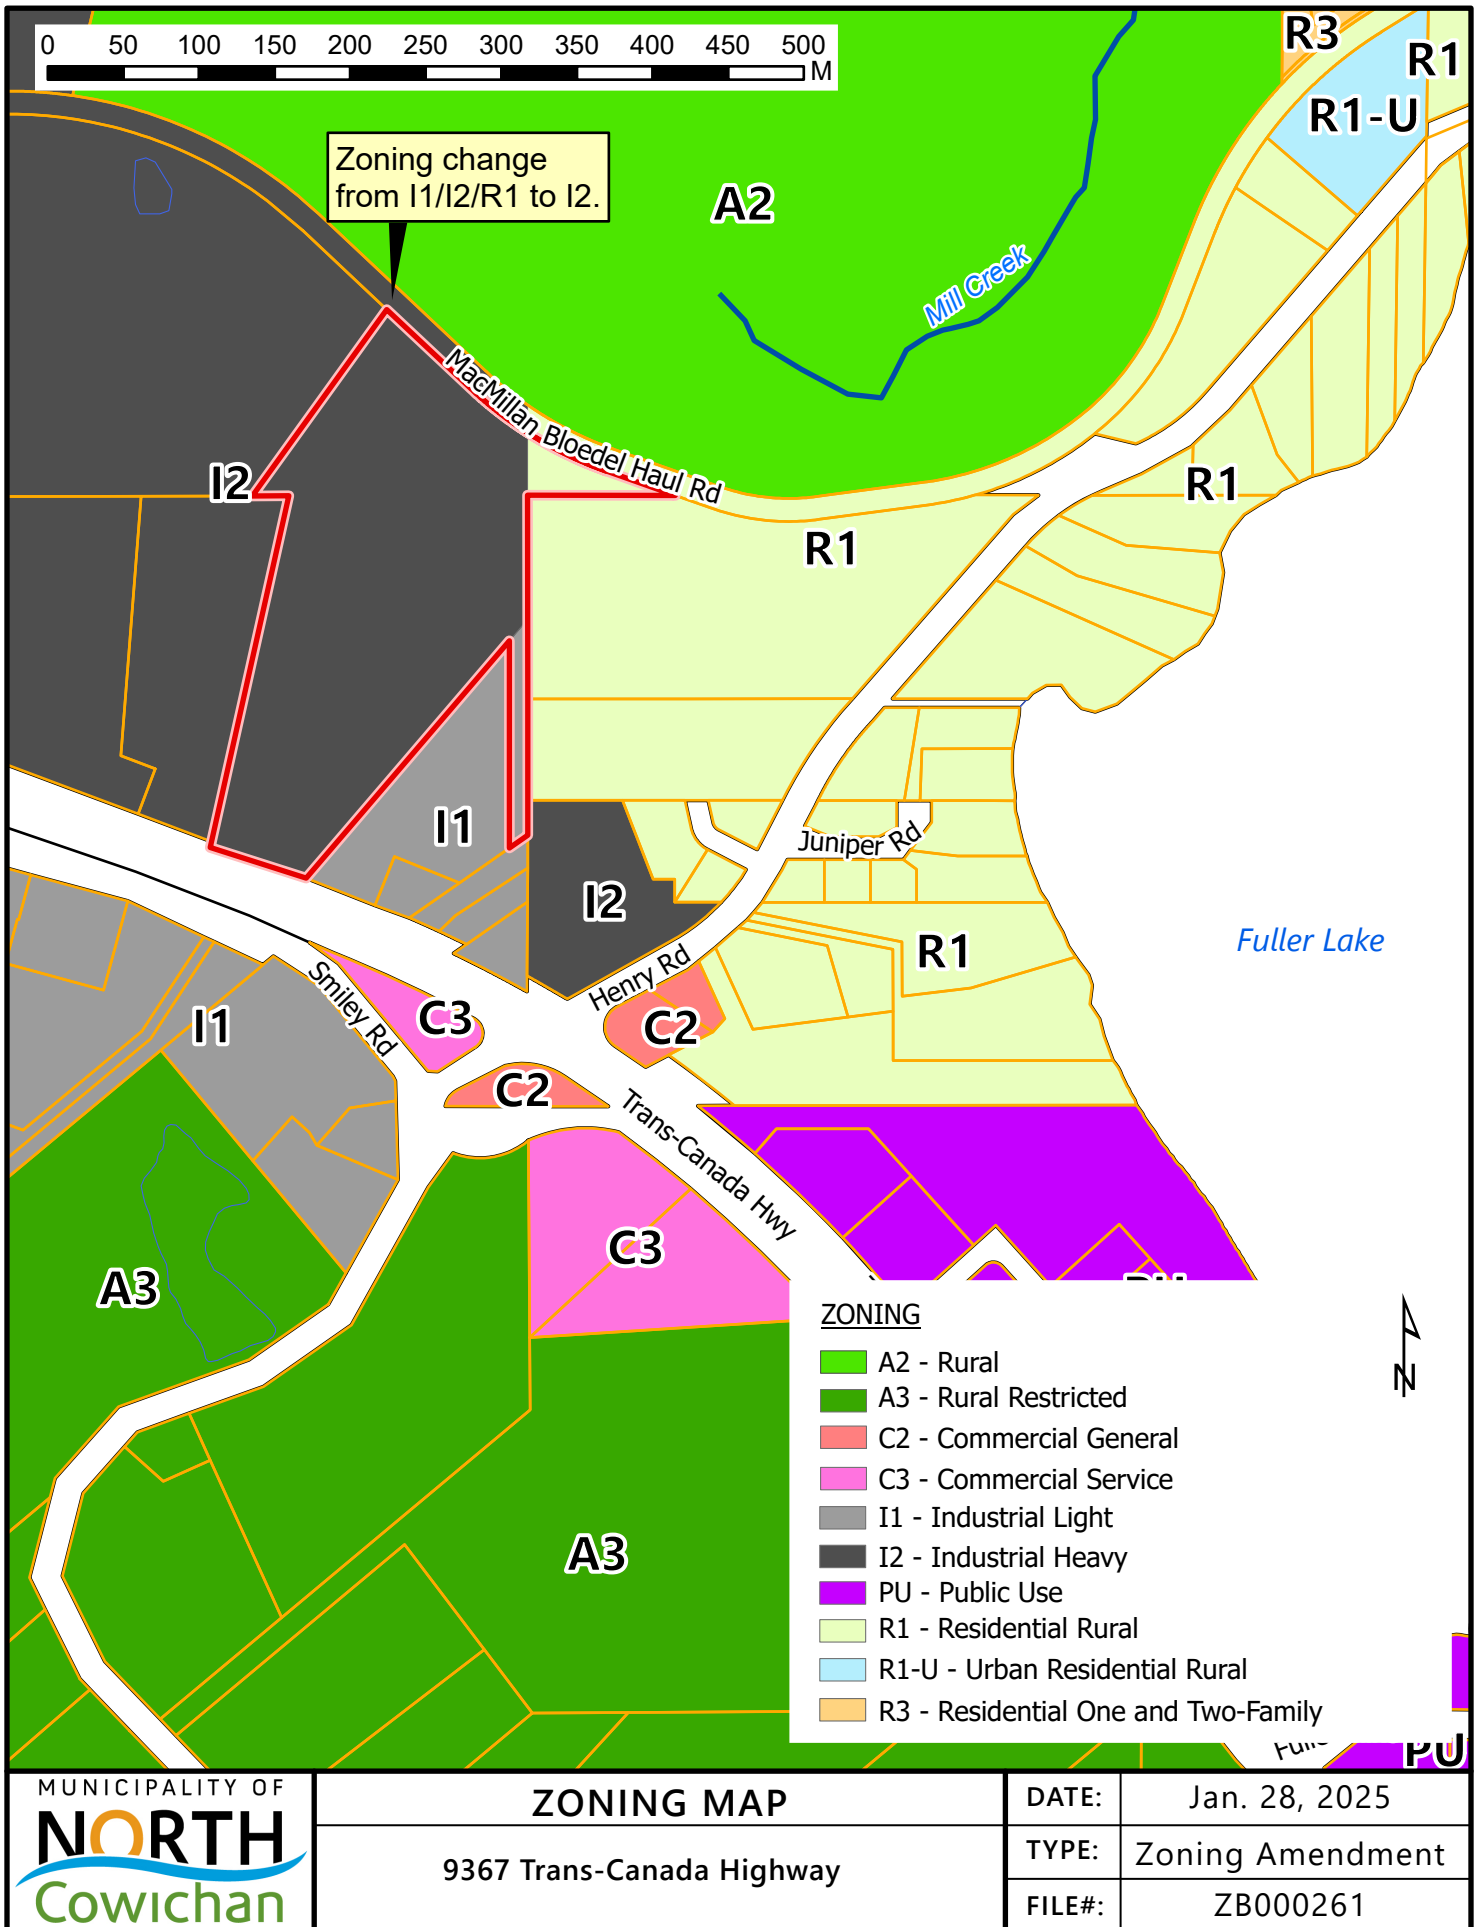 0 50 100 150 200 250 300 350 400 450 500
M
R3
R1
R1-U
Zoning change
from I1/I2/R1 to I2.
A2
Mill Creek
MacMillan Bloedel Haul Rd
I2
R1
R1
I1
Juniper Rd
I2
R1
Fuller Lake
Henry Rd
Smiley Rd
C3
I1
C2
C2
Trans-Canada Hwy
C3
A3
PU
ZONING
A2 - Rural
A3 - Rural Restricted
C2 - Commercial General
C3 - Commercial Service
I1 - Industrial Light
I2 - Industrial Heavy
PU - Public Use
R1 - Residential Rural
R1-U - Urban Residential Rural
R3 - Residential One and Two-Family
N
A3
PU
MUNICIPALITY OF
NORTH
Cowichan
ZONING MAP
9367 Trans-Canada Highway
DATE: Jan. 28, 2025
TYPE: Zoning Amendment
FILE#: ZB000261